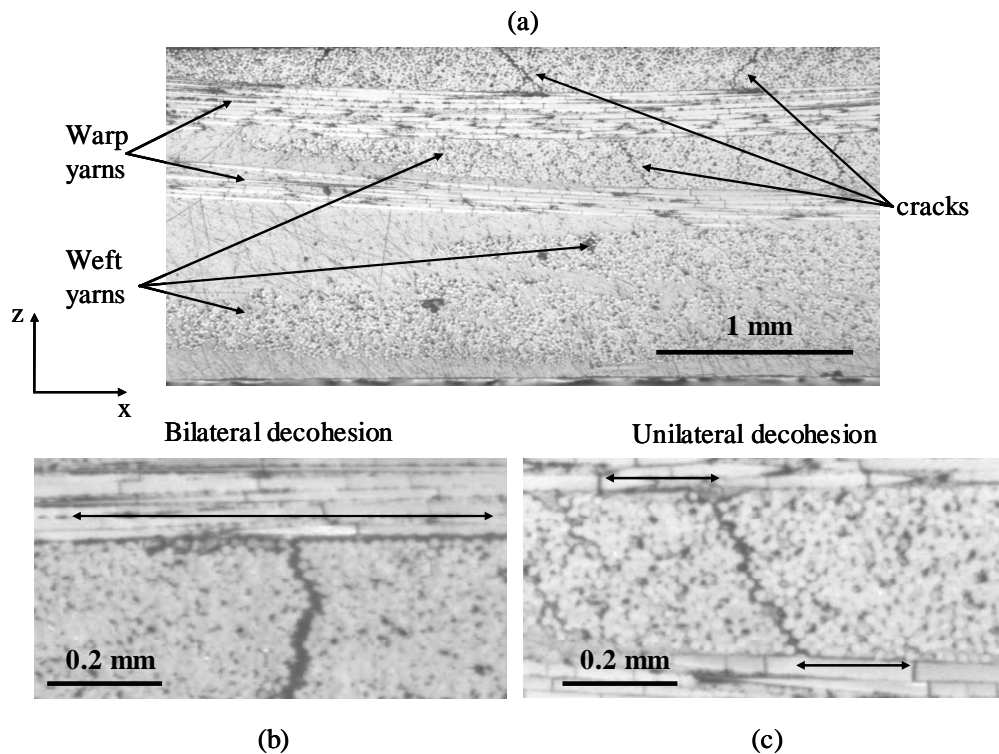 (a)
Warp
yarns
cracks
Weft
yarns
z
1 mm
x
Bilateral decohesion
Unilateral decohesion
0.2 mm
0.2 mm
(b)
(c)